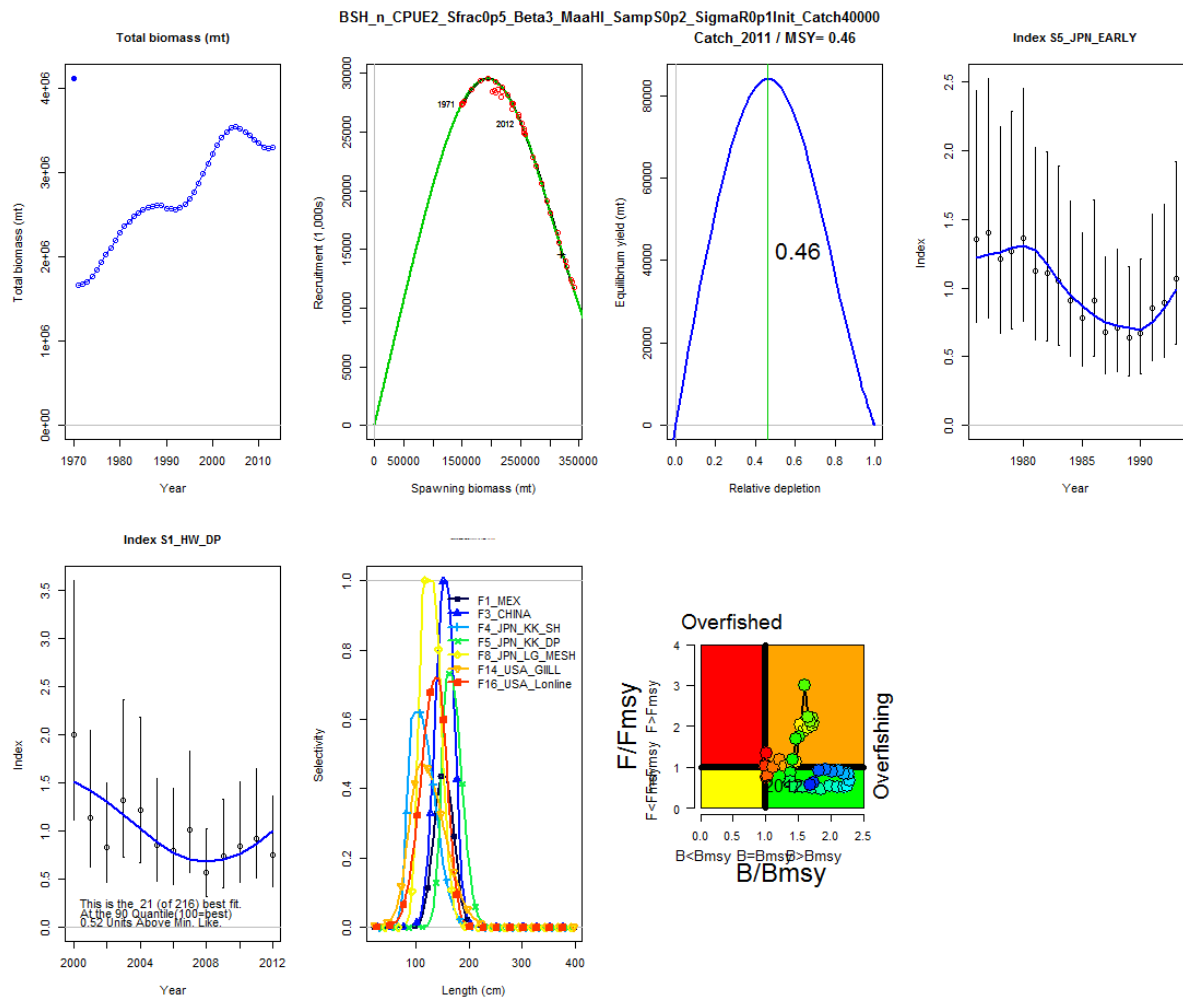 BSH_n_CPUE2_Sfrac0p5_Beta3_MaaHI_SampS0p2_SigmaR0p1Init_Catch40000
Total biomass (mt)
Catch_2011 / MSY= 0.46
Index S5_JPN_EARLY
Total biomass (mt)
4e+06
3e+06
2e+06
1e+06
0e+00
1970 1980 1990 2000 2010
Year
Recruitment (1,000s)
30000
25000
20000
15000
10000
5000
0
1971
2012
0 50000 150000 250000 350000
Spawning biomass (mt)
Equilibrium yield (mt)
80000
60000
40000
20000
0
0.46
0.0 0.2 0.4 0.6 0.8 1.0
Relative depletion
Index
2.5
2.0
1.5
1.0
0.5
0.0
1980 1985 1990
Year
Index S1_HW_DP
Index
3.5
3.0
2.5
2.0
1.5
1.0
0.5
0.0
This is the 21 (of 216) best fit.
At the 90 Quantile(100=best)
0.52 Units Above Min. Like.
2000 2004 2008 2012
Year
Selectivity
1.0
0.8
0.6
0.4
0.2
0.0
F1_MEX
F3_CHINA
F4_JPN_KK_SH
F5_JPN_KK_DP
F8_JPN_LG_MESH
F14_USA_GIILL
F16_USA_Lonline
100 200 300 400
Length (cm)
Overfished
F/Fmsy
F>Fmsy
4
3
2
1
0
Overfishing
0.0 0.5 1.0 1.5 2.0 2.5
B<Bmsy B=Bmsy B>Bmsy
B/Bmsy